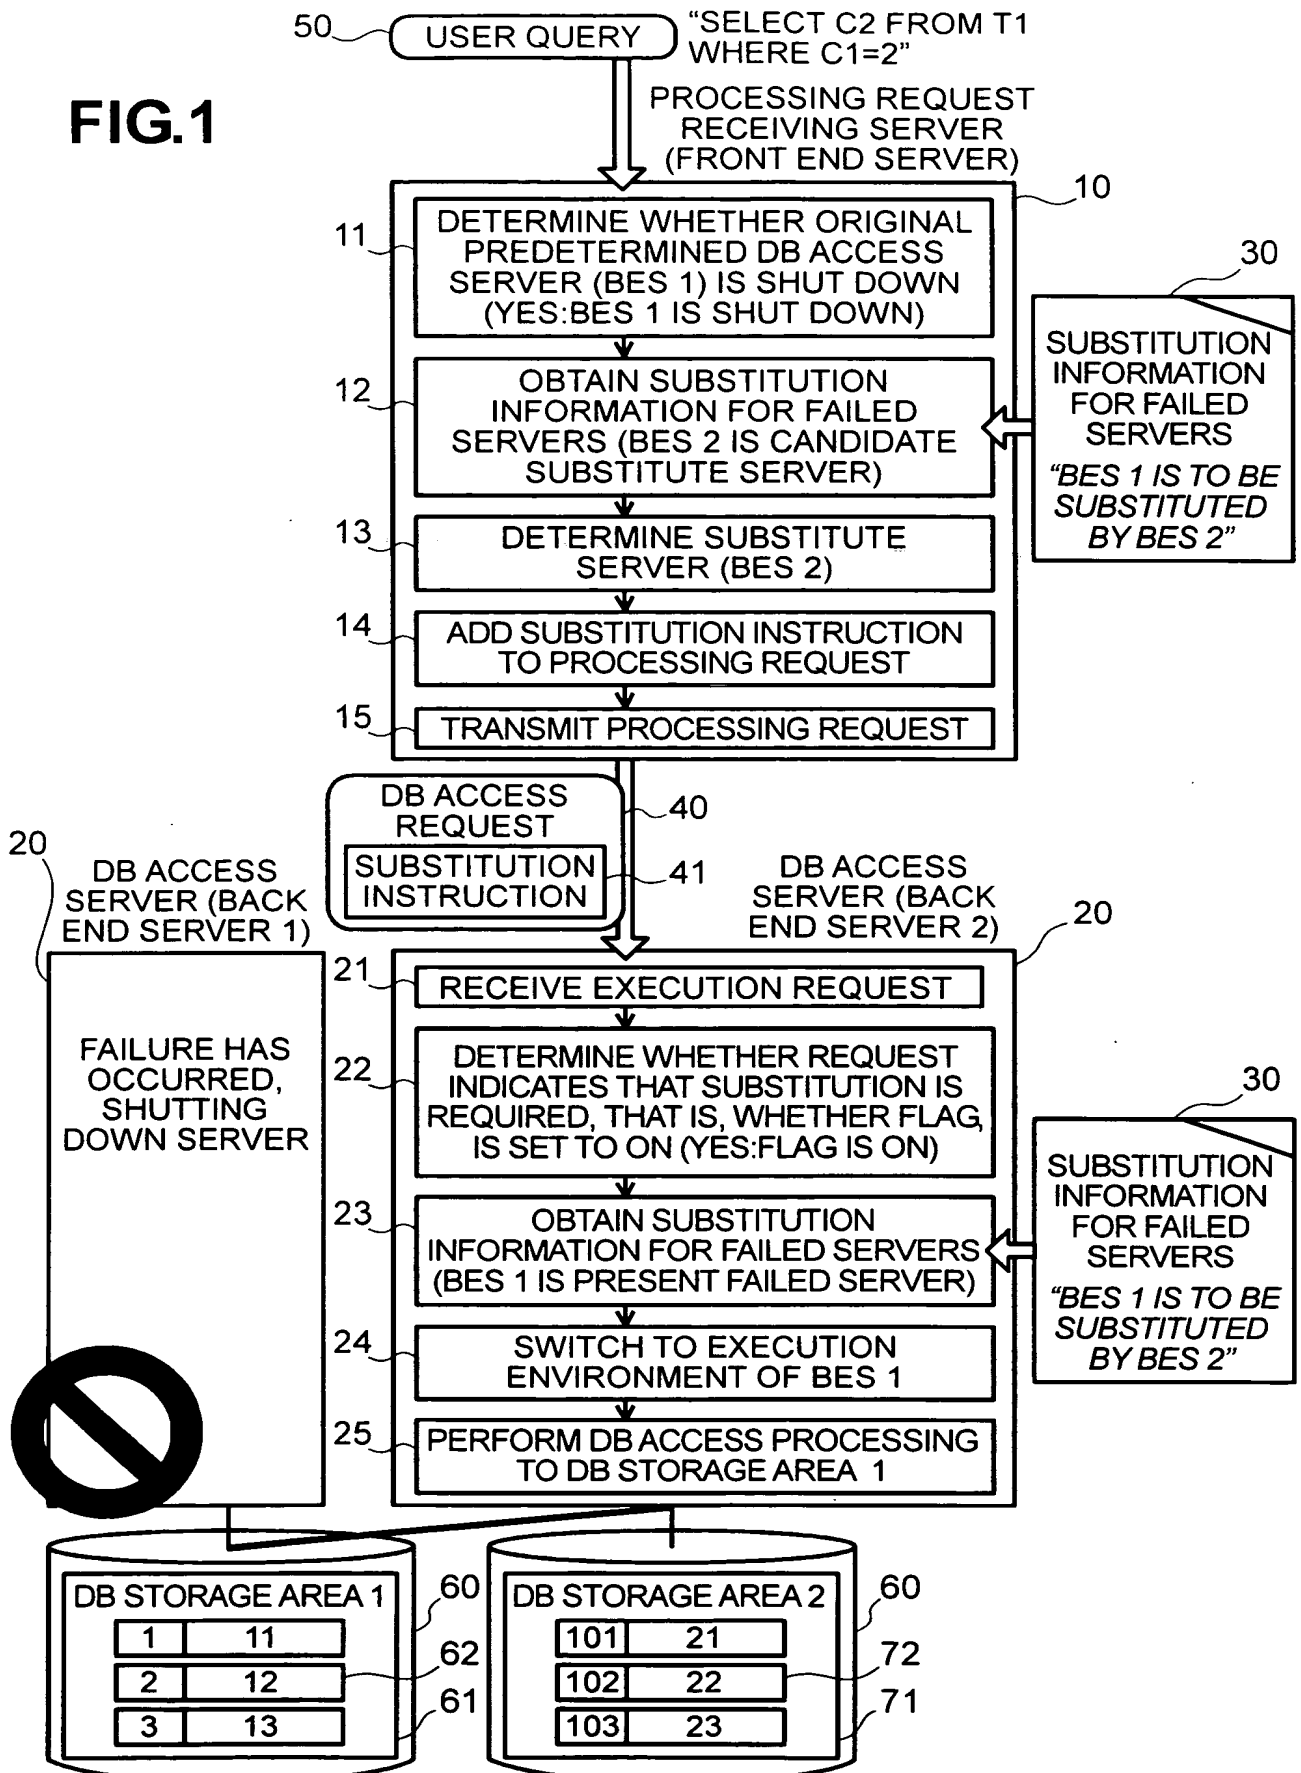 50
USER QUERY
“SELECT C2 FROM T1
WHERE C1=2”
FIG.1
PROCESSING REQUEST
RECEIVING SERVER
(FRONT END SERVER)
10
11
DETERMINE WHETHER ORIGINAL
PREDETERMINED DB ACCESS
SERVER (BES 1) IS SHUT DOWN
(YES:BES 1 IS SHUT DOWN)
30
SUBSTITUTION
INFORMATION
FOR FAILED
SERVERS
“BES 1 IS TO BE
SUBSTITUTED
BY BES 2”
12
OBTAIN SUBSTITUTION
INFORMATION FOR FAILED
SERVERS (BES 2 IS CANDIDATE
SUBSTITUTE SERVER)
13
DETERMINE SUBSTITUTE
SERVER (BES 2)
14
ADD SUBSTITUTION INSTRUCTION
TO PROCESSING REQUEST
15
TRANSMIT PROCESSING REQUEST
DB ACCESS
REQUEST
40
SUBSTITUTION
INSTRUCTION
41
20
DB ACCESS
SERVER (BACK
END SERVER 1)
FAILURE HAS
OCCURRED,
SHUTTING
DOWN SERVER
DB ACCESS
SERVER (BACK
END SERVER 2)
20
21
RECEIVE EXECUTION REQUEST
22
DETERMINE WHETHER REQUEST
INDICATES THAT SUBSTITUTION IS
REQUIRED, THAT IS, WHETHER FLAG,
IS SET TO ON (YES:FLAG IS ON)
30
SUBSTITUTION
INFORMATION
FOR FAILED
SERVERS
“BES 1 IS TO BE
SUBSTITUTED
BY BES 2”
23
OBTAIN SUBSTITUTION
INFORMATION FOR FAILED SERVERS
(BES 1 IS PRESENT FAILED SERVER)
24
SWITCH TO EXECUTION
ENVIRONMENT OF BES 1
25
PERFORM DB ACCESS PROCESSING
TO DB STORAGE AREA 1
DB STORAGE AREA 1
60
1 11
2 12
62
3 13
61
DB STORAGE AREA 2
60
101 21
102 22
72
103 23
71